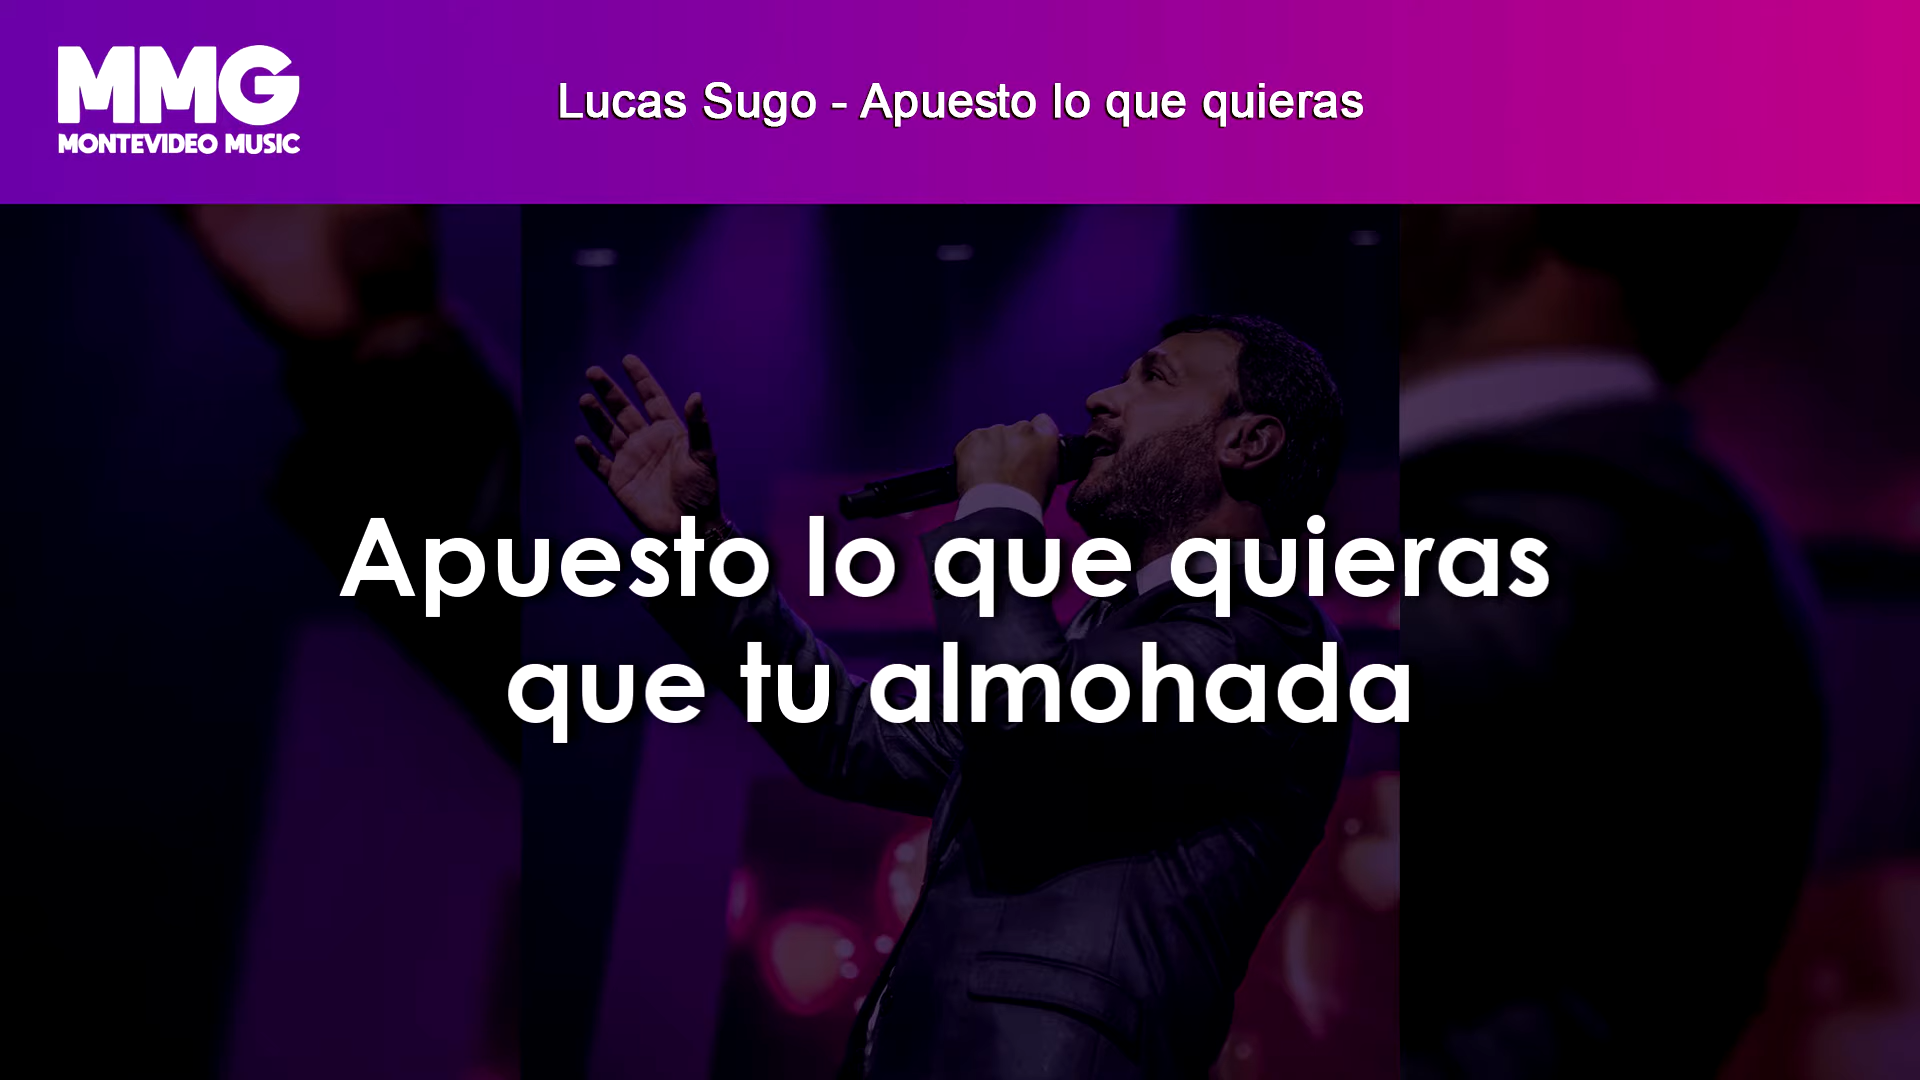 MMG
MONTEVIDEO MUSIC
Lucas Sugo - Apuesto lo que quieras
Apuesto lo que quieras
que tu almohada